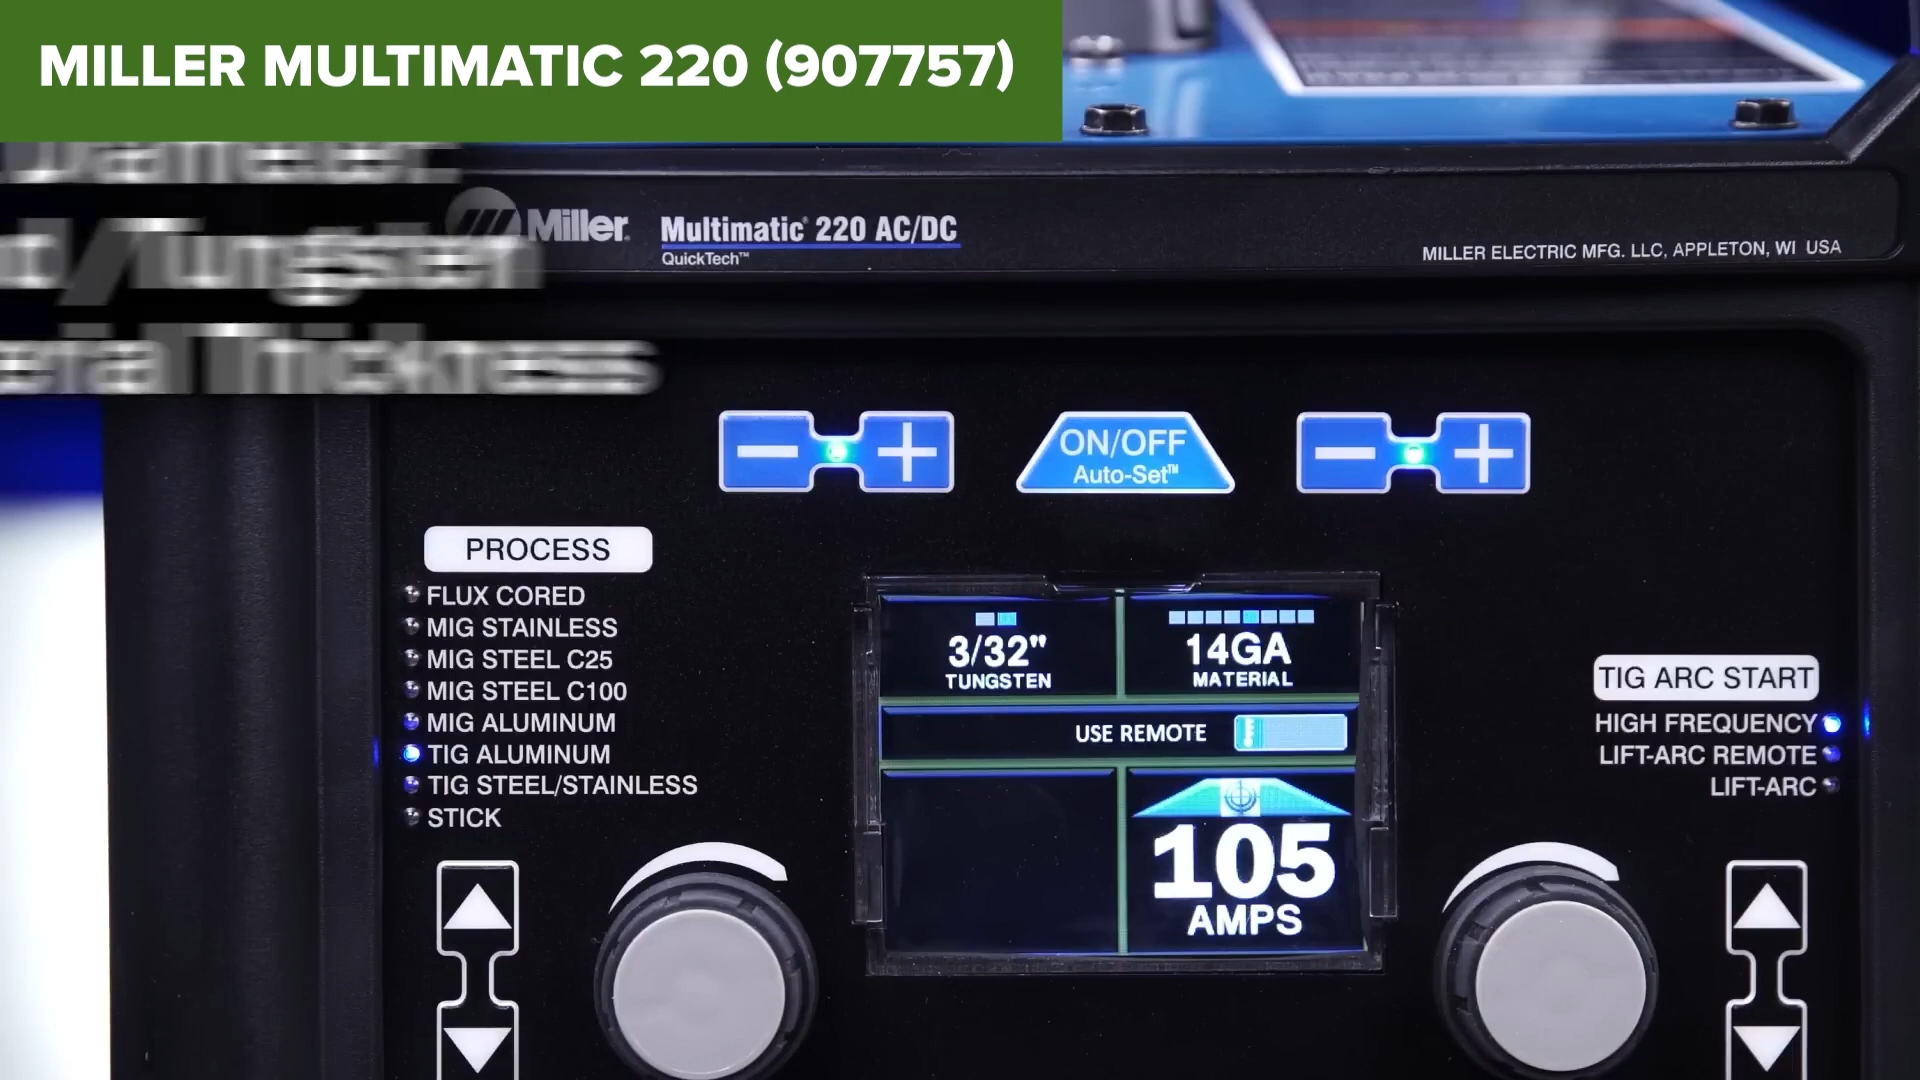 MILLER MULTIMATIC 220 (907757)
/Tungsten
Thickness
Miller®
Multimatic® 220 AC/DC
QuickTech™
MILLER ELECTRIC MFG. LLC, APPLETON, WI USA
ON/OFF
Auto-Set™
PROCESS
FLUX CORED
MIG STAINLESS
MIG STEEL C25
MIG STEEL C100
MIG ALUMINUM
TIG ALUMINUM
TIG STEEL/STAINLESS
STICK
3/32"
TUNGSTEN
14GA
MATERIAL
USE REMOTE
105
AMPS
TIG ARC START
HIGH FREQUENCY
LIFT-ARC REMOTE
LIFT-ARC